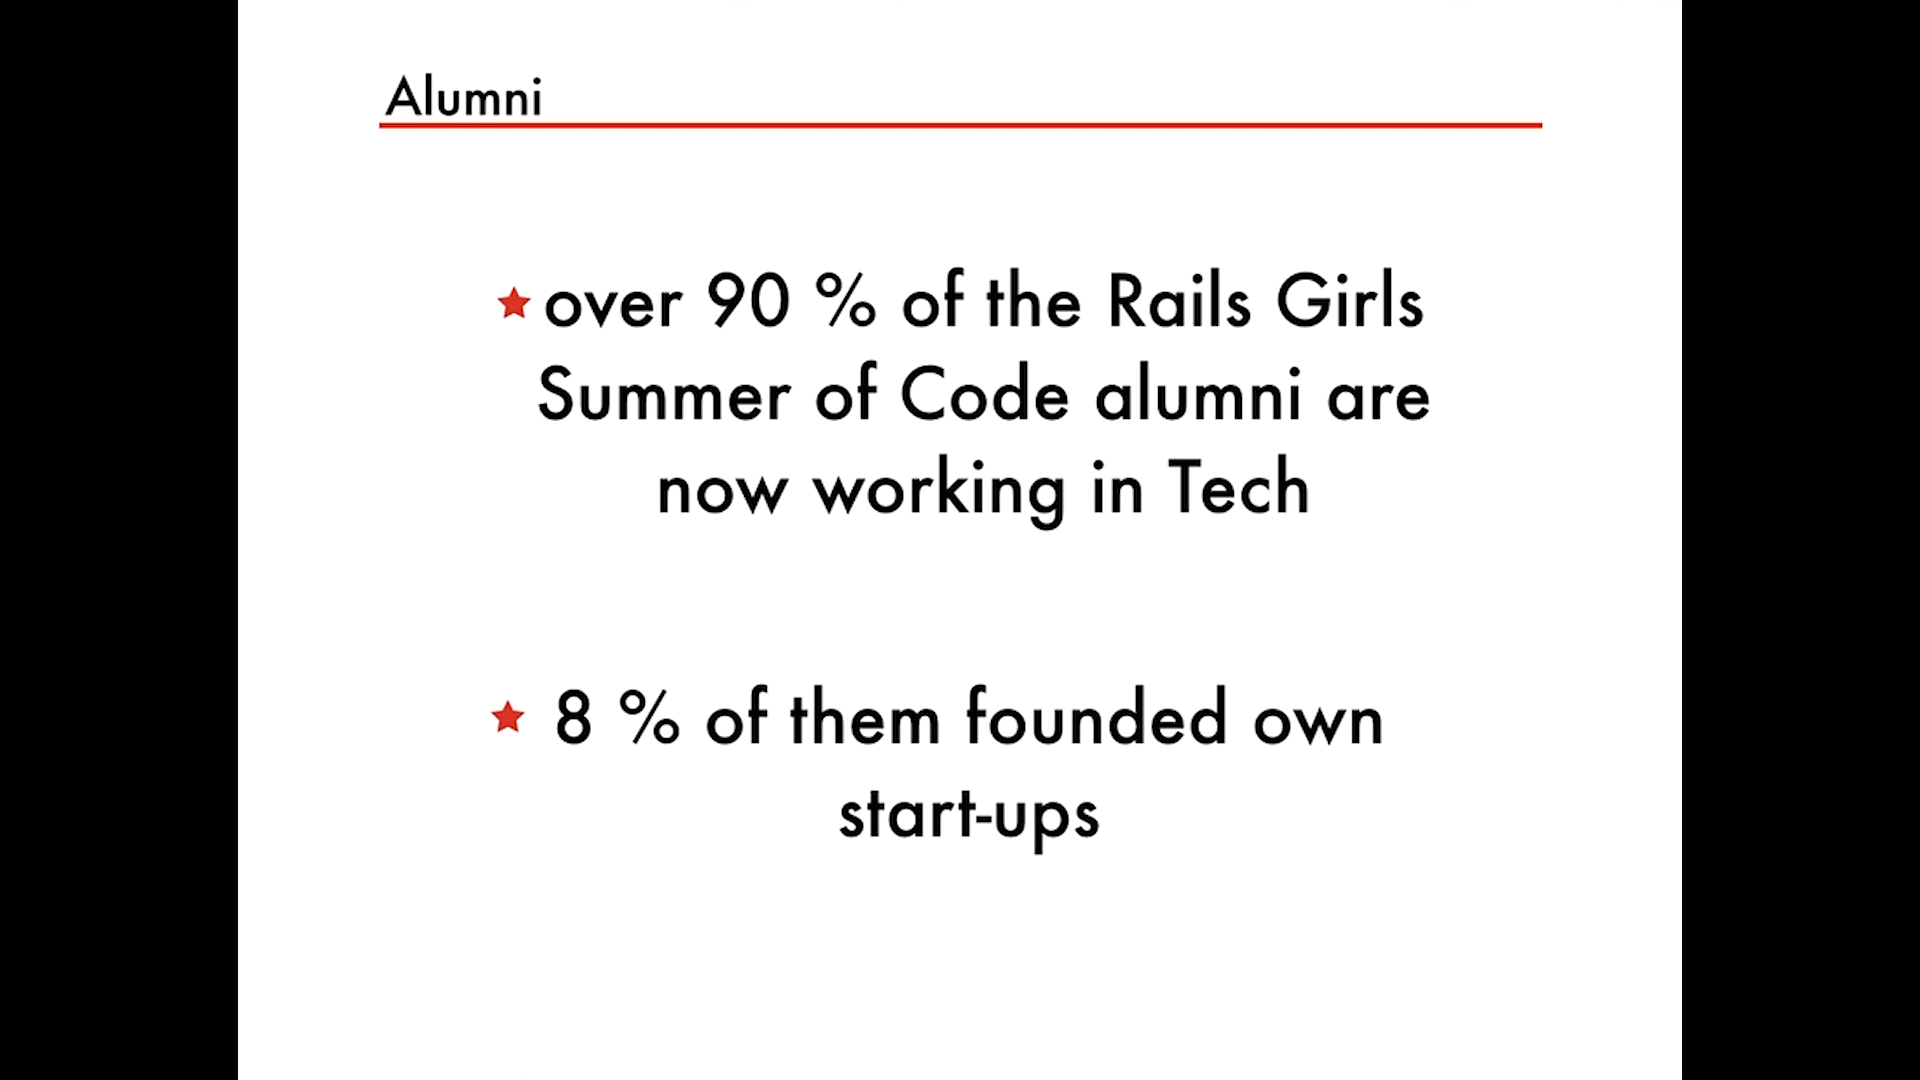 Alumni
over 90 % of the Rails Girls
Summer of Code alumni are
now working in Tech
8 % of them founded own
start-ups